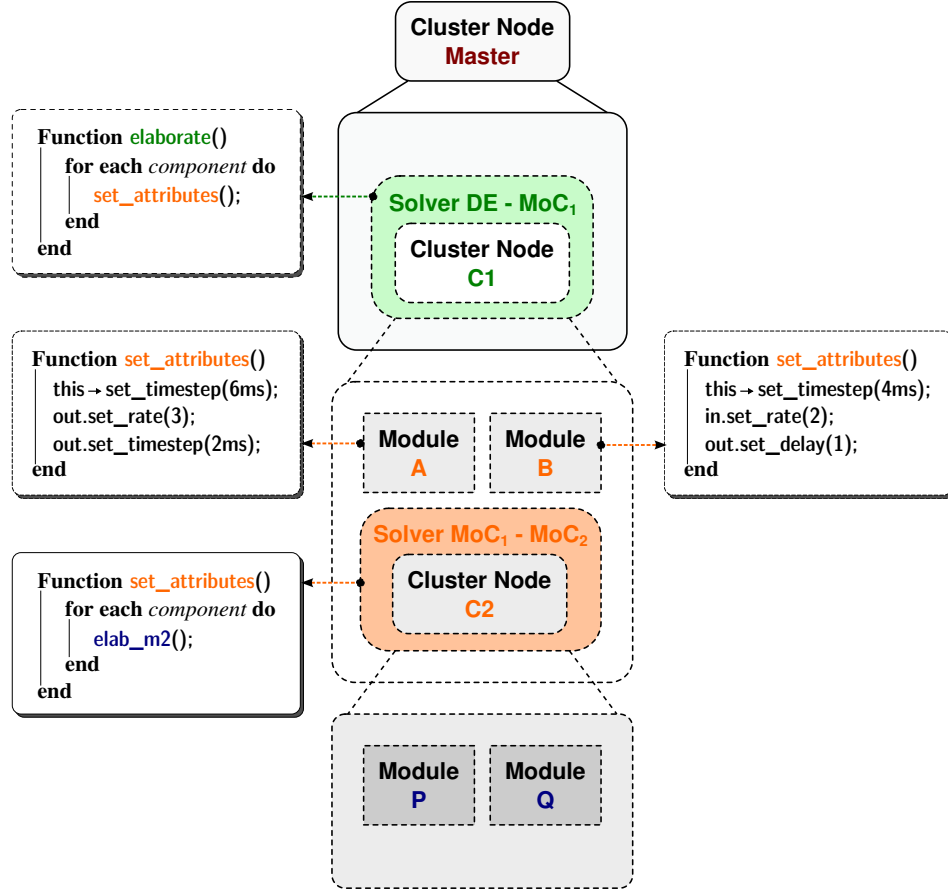 Cluster Node
Master
Function elaborate()
for each component do
set_attributes();
end
end
Solver DE - MoC₁
Cluster Node
C1
Function set_attributes()
this→set_timestep(6ms);
out.set_rate(3);
out.set_timestep(2ms);
end
Module
A
Module
B
Function set_attributes()
this→set_timestep(4ms);
in.set_rate(2);
out.set_delay(1);
end
Solver MoC₁ - MoC₂
Cluster Node
C2
Function set_attributes()
for each component do
elab_m2();
end
end
Module
P
Module
Q